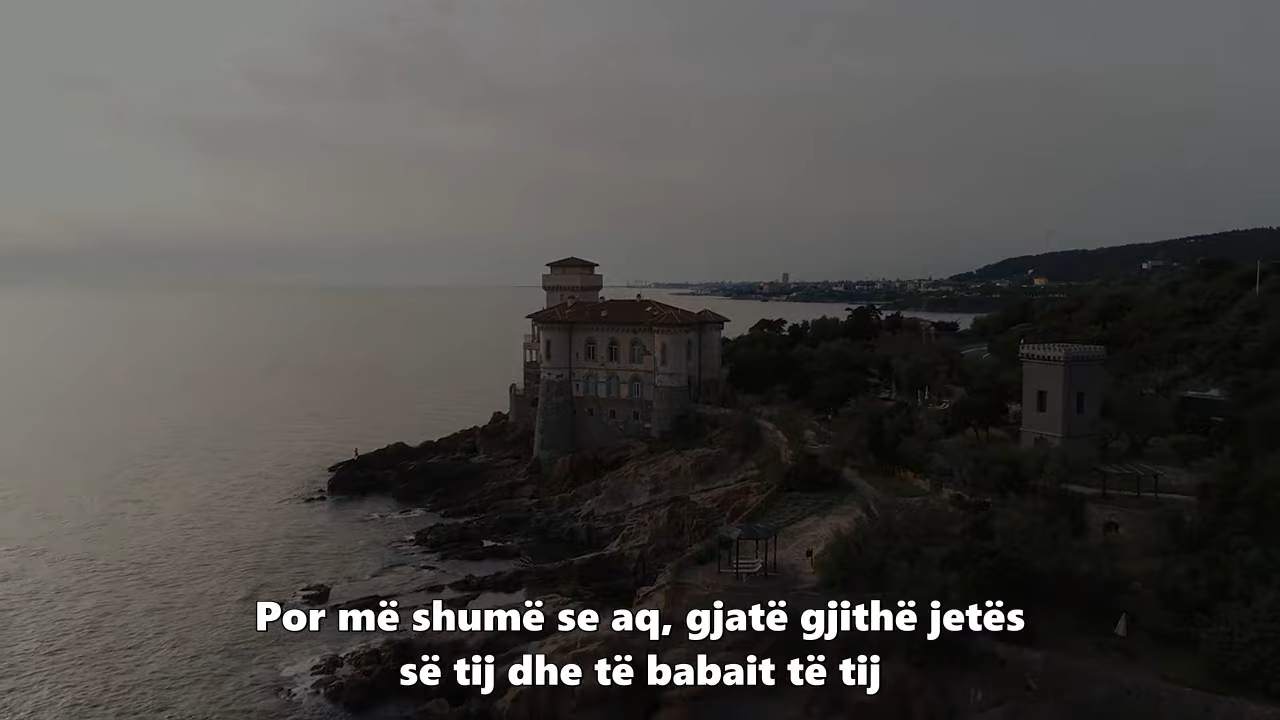 Por më shumë se aq, gjatë gjithë jetës
së tij dhe të babait të tij